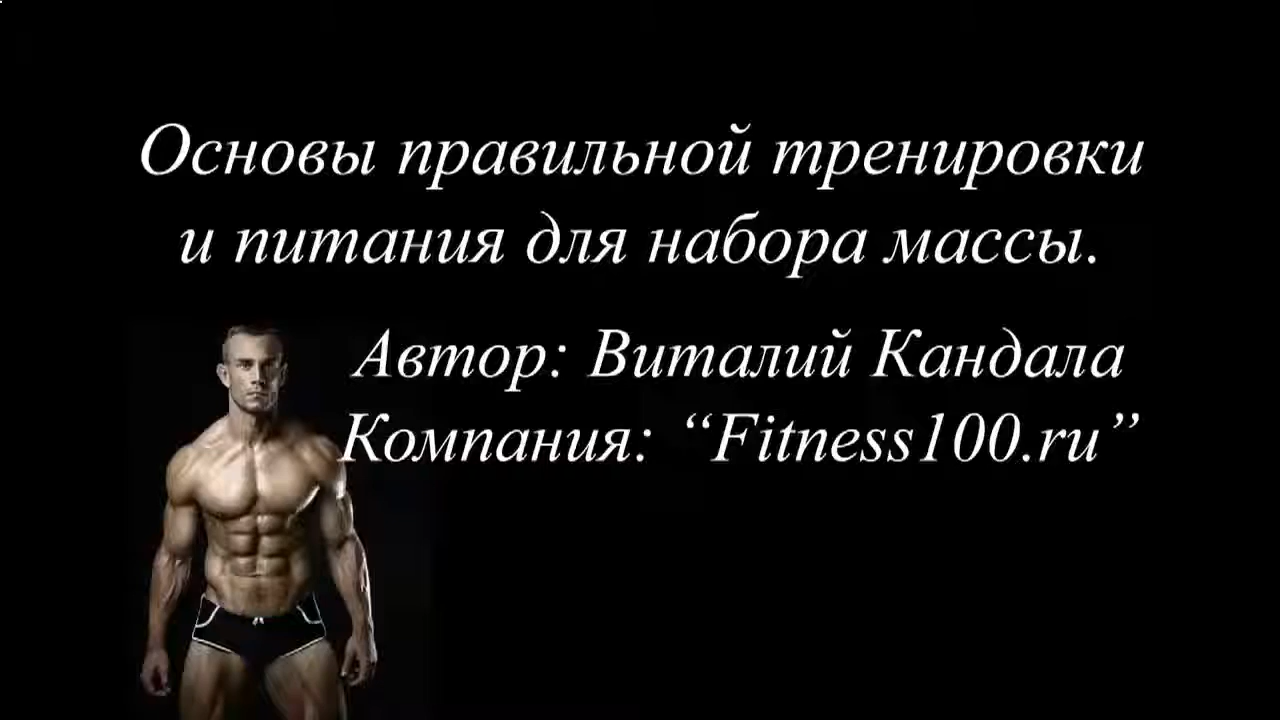 Основы правильной тренировки
и питания для набора массы.
Автор: Виталий Кандала
Компания: “Fitness100.ru”